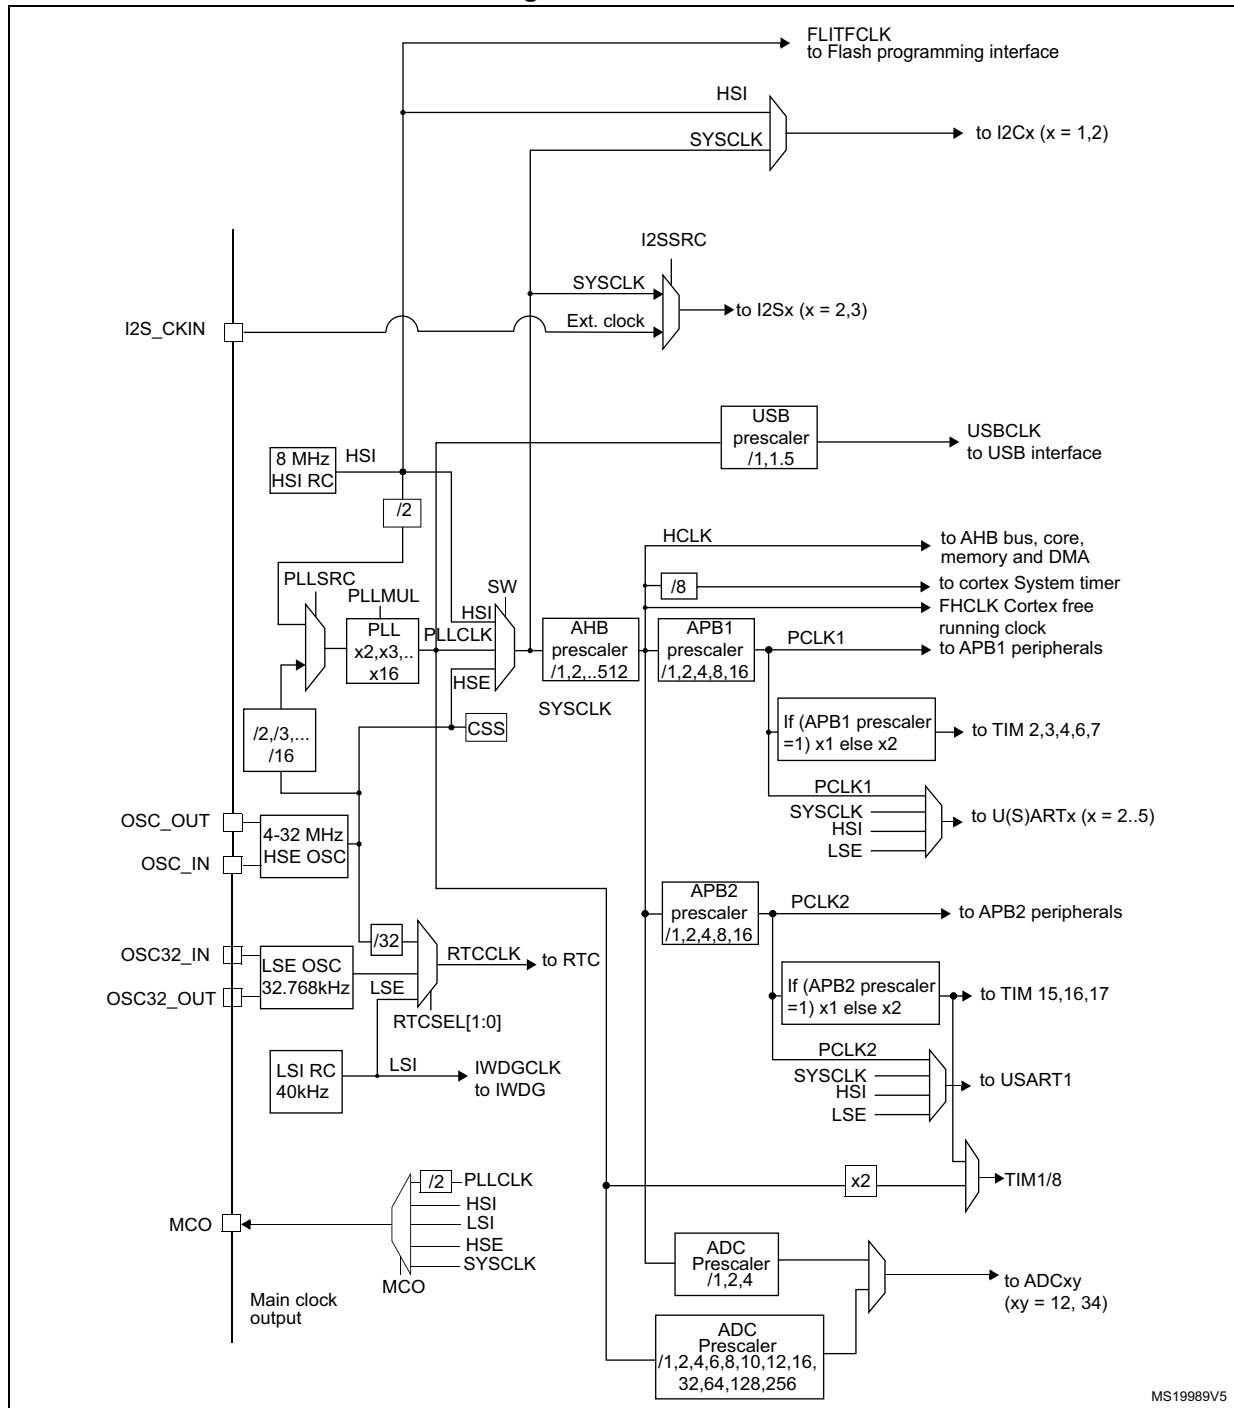 FLITFCLK
to Flash programming interface
HSI
to I2Cx (x = 1,2)
SYSCLK
I2SSRC
SYSCLK
to I2Sx (x = 2,3)
I2S_CKIN
Ext. clock
USB
prescaler
/1,1.5
USBCLK
to USB interface
8 MHz
HSI RC
HSI
/2
HCLK
to AHB bus, core,
memory and DMA
/8
to cortex System timer
FHCLK Cortex free
running clock
PLLSRC
PLLMUL
PLL
x2,x3,..
x16
SW
HSI
PLLCLK
HSE
AHB
prescaler
/1,2,..512
APB1
prescaler
/1,2,4,8,16
PCLK1
to APB1 peripherals
SYSCLK
CSS
/2,/3,...
/16
If (APB1 prescaler
=1) x1 else x2
to TIM 2,3,4,6,7
PCLK1
SYSCLK
HSI
LSE
to U(S)ARTx (x = 2..5)
OSC_OUT
OSC_IN
4-32 MHz
HSE OSC
APB2
prescaler
/1,2,4,8,16
PCLK2
to APB2 peripherals
/32
OSC32_IN
OSC32_OUT
LSE OSC
32.768kHz
RTCCLK
to RTC
LSE
RTCSEL[1:0]
If (APB2 prescaler
=1) x1 else x2
to TIM 15,16,17
LSI RC
40kHz
LSI
IWDGCLK
to IWDG
PCLK2
SYSCLK
HSI
LSE
to USART1
x2
TIM1/8
/2
PLLCLK
HSI
LSI
HSE
SYSCLK
MCO
MCO
Main clock
output
ADC
Prescaler
/1,2,4
to ADCxy
(xy = 12, 34)
ADC
Prescaler
/1,2,4,6,8,10,12,16,
32,64,128,256
MS19989V5